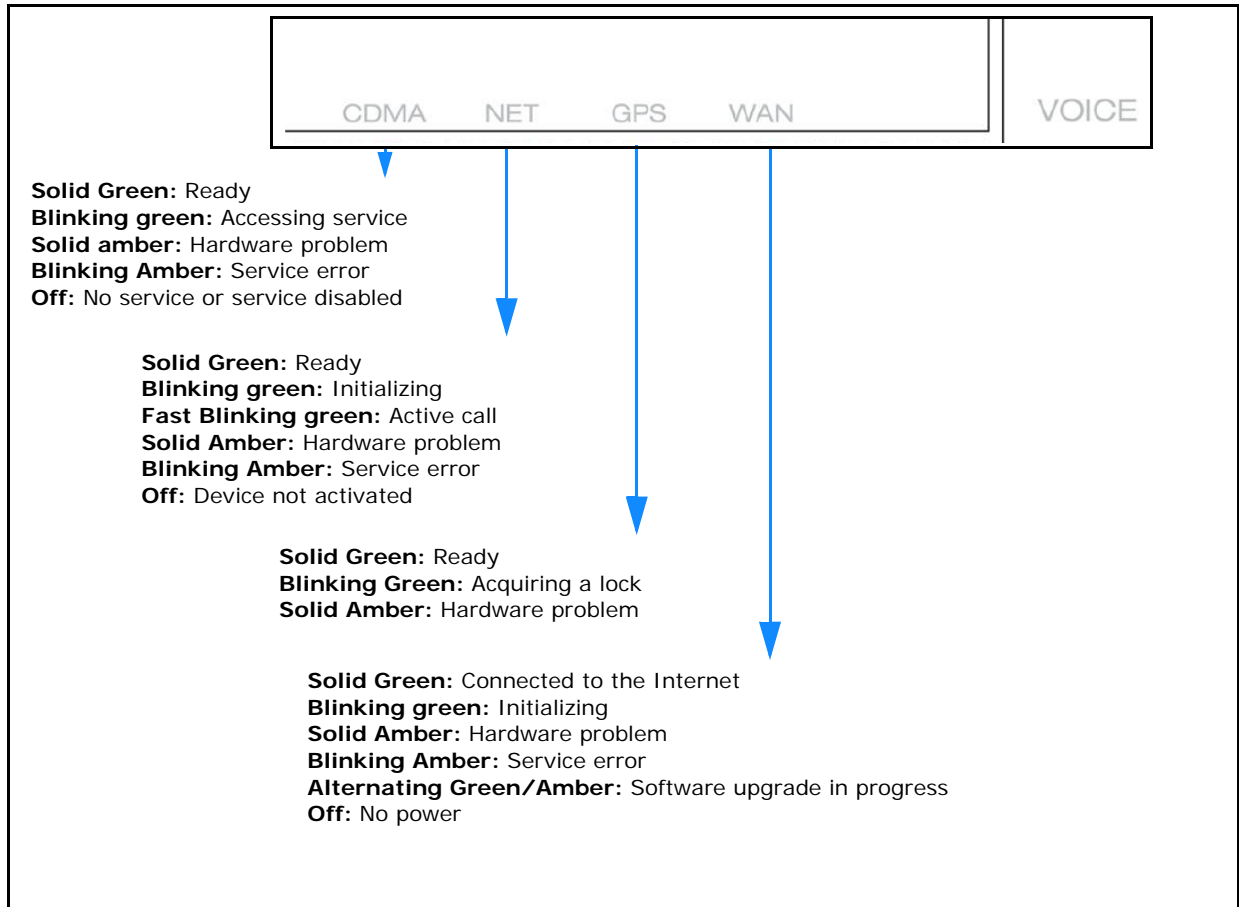 CDMA NET GPS WAN VOICE
Solid Green: Ready
Blinking green: Accessing service
Solid amber: Hardware problem
Blinking Amber: Service error
Off: No service or service disabled
Solid Green: Ready
Blinking green: Initializing
Fast Blinking green: Active call
Solid Amber: Hardware problem
Blinking Amber: Service error
Off: Device not activated
Solid Green: Ready
Blinking Green: Acquiring a lock
Solid Amber: Hardware problem
Solid Green: Connected to the Internet
Blinking green: Initializing
Solid Amber: Hardware problem
Blinking Amber: Service error
Alternating Green/Amber: Software upgrade in progress
Off: No power